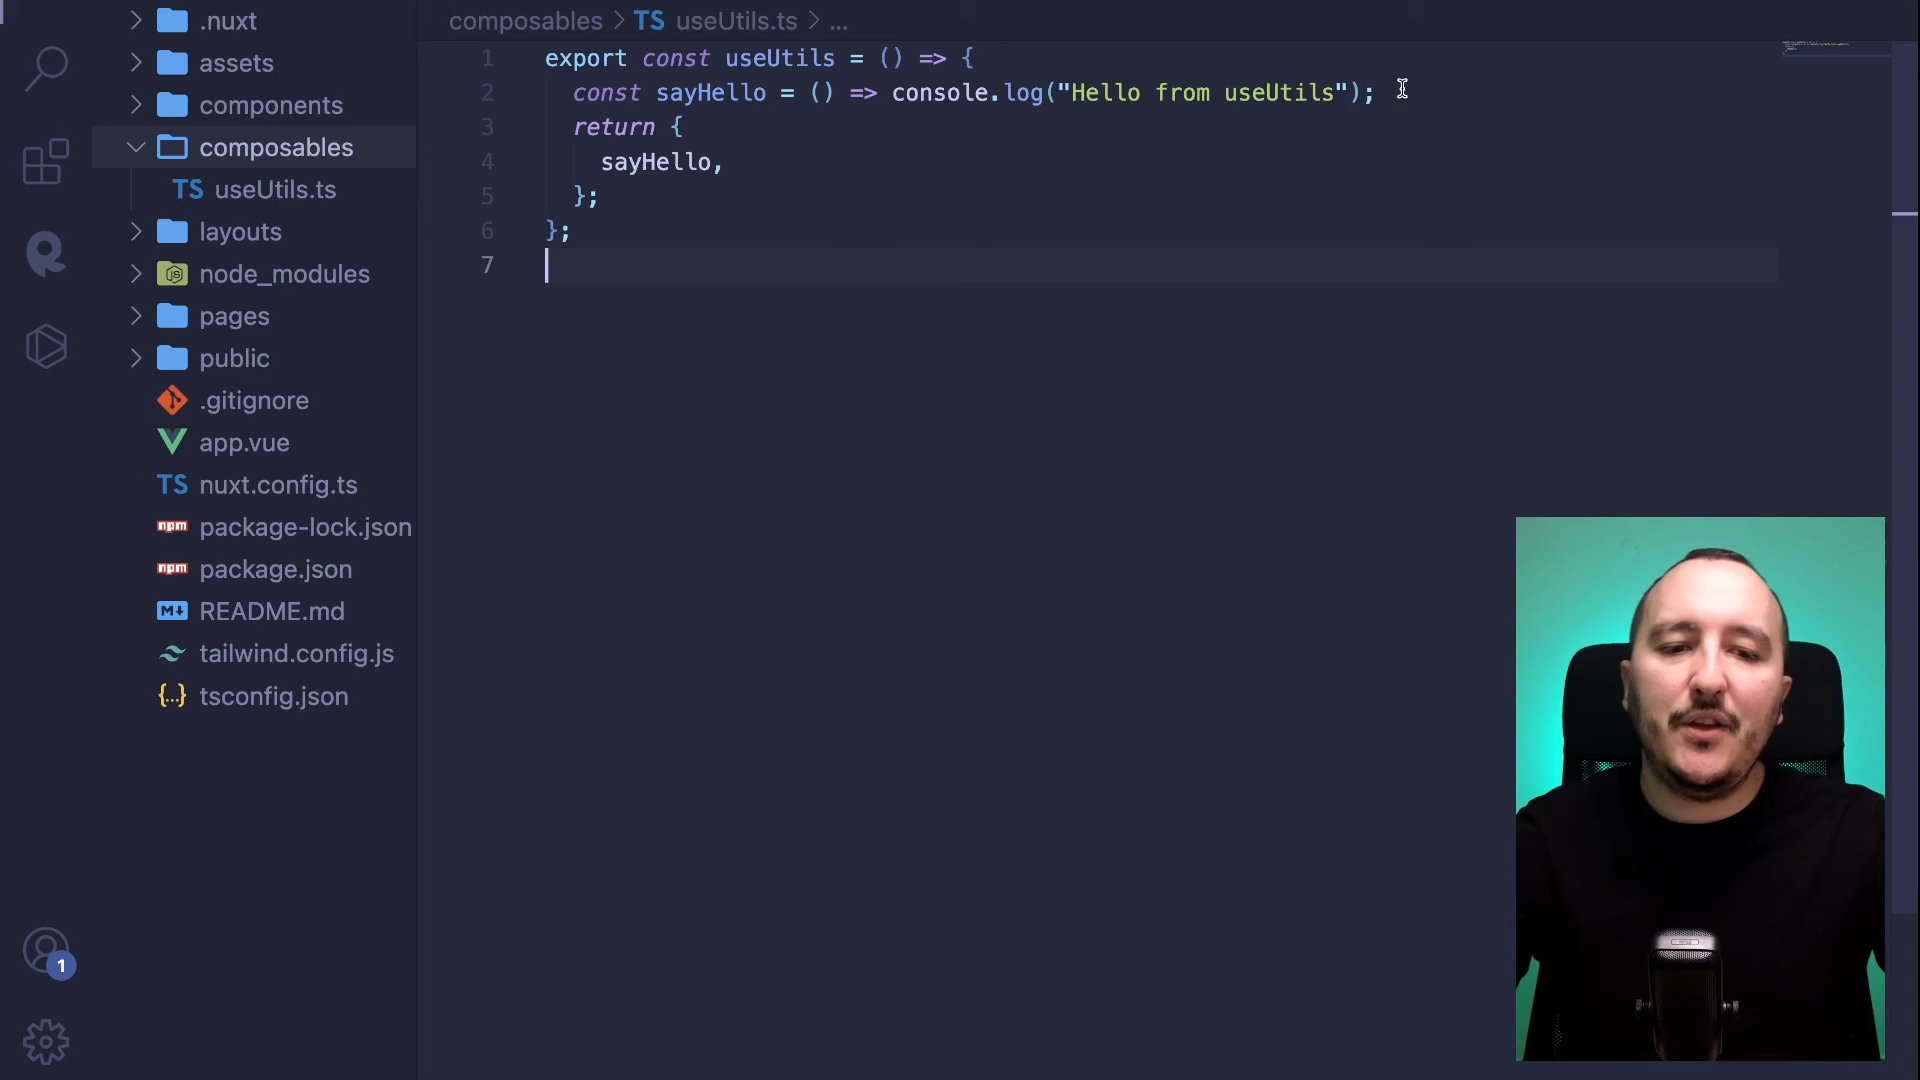 .nuxt
assets
components
composables
TS useUtils.ts
layouts
node_modules
pages
public
.gitignore
app.vue
TS nuxt.config.ts
npm package-lock.json
npm package.json
M↓ README.md
tailwind.config.js
{..} tsconfig.json
1
composables > TS useUtils.ts > ...
1 export const useUtils = () => {
2 const sayHello = () => console.log("Hello from useUtils");
3 return {
4 sayHello,
5 };
6 };
7